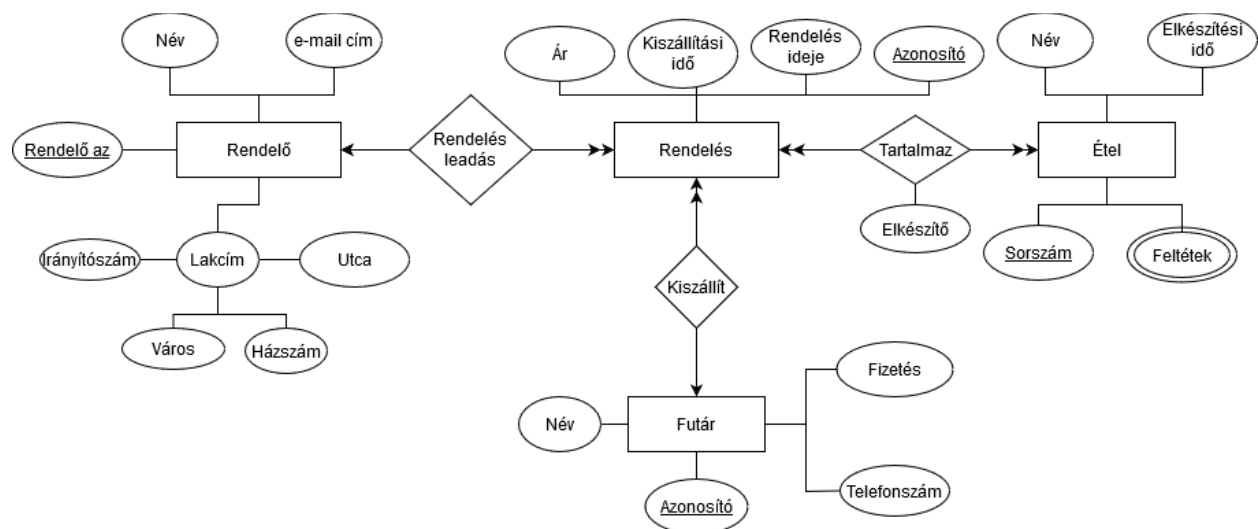 Név
e-mail cím
Ár
Kiszállítási
idő
Rendelés
ideje
Azonosító
Név
Elkészítési
idő
Rendelő az
Rendelő
Rendelés
leadás
Rendelés
Tartalmaz
Étel
Elkészítő
Sorszám
Feltétek
Irányítószám
Lakcím
Utca
Város
Házszám
Kiszállít
Név
Futár
Fizetés
Azonosító
Telefonszám